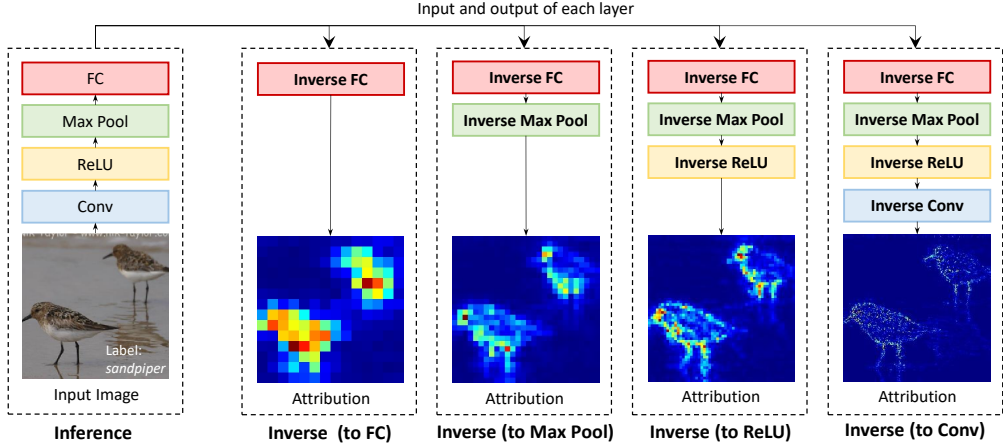 Input and output of each layer
FC
Max Pool
ReLU
Conv
Label:
sandpiper
Input Image
Inference
Inverse FC
Attribution
Inverse (to FC)
Inverse FC
Inverse Max Pool
Attribution
Inverse (to Max Pool)
Inverse FC
Inverse Max Pool
Inverse ReLU
Attribution
Inverse (to ReLU)
Inverse FC
Inverse Max Pool
Inverse ReLU
Inverse Conv
Attribution
Inverse (to Conv)